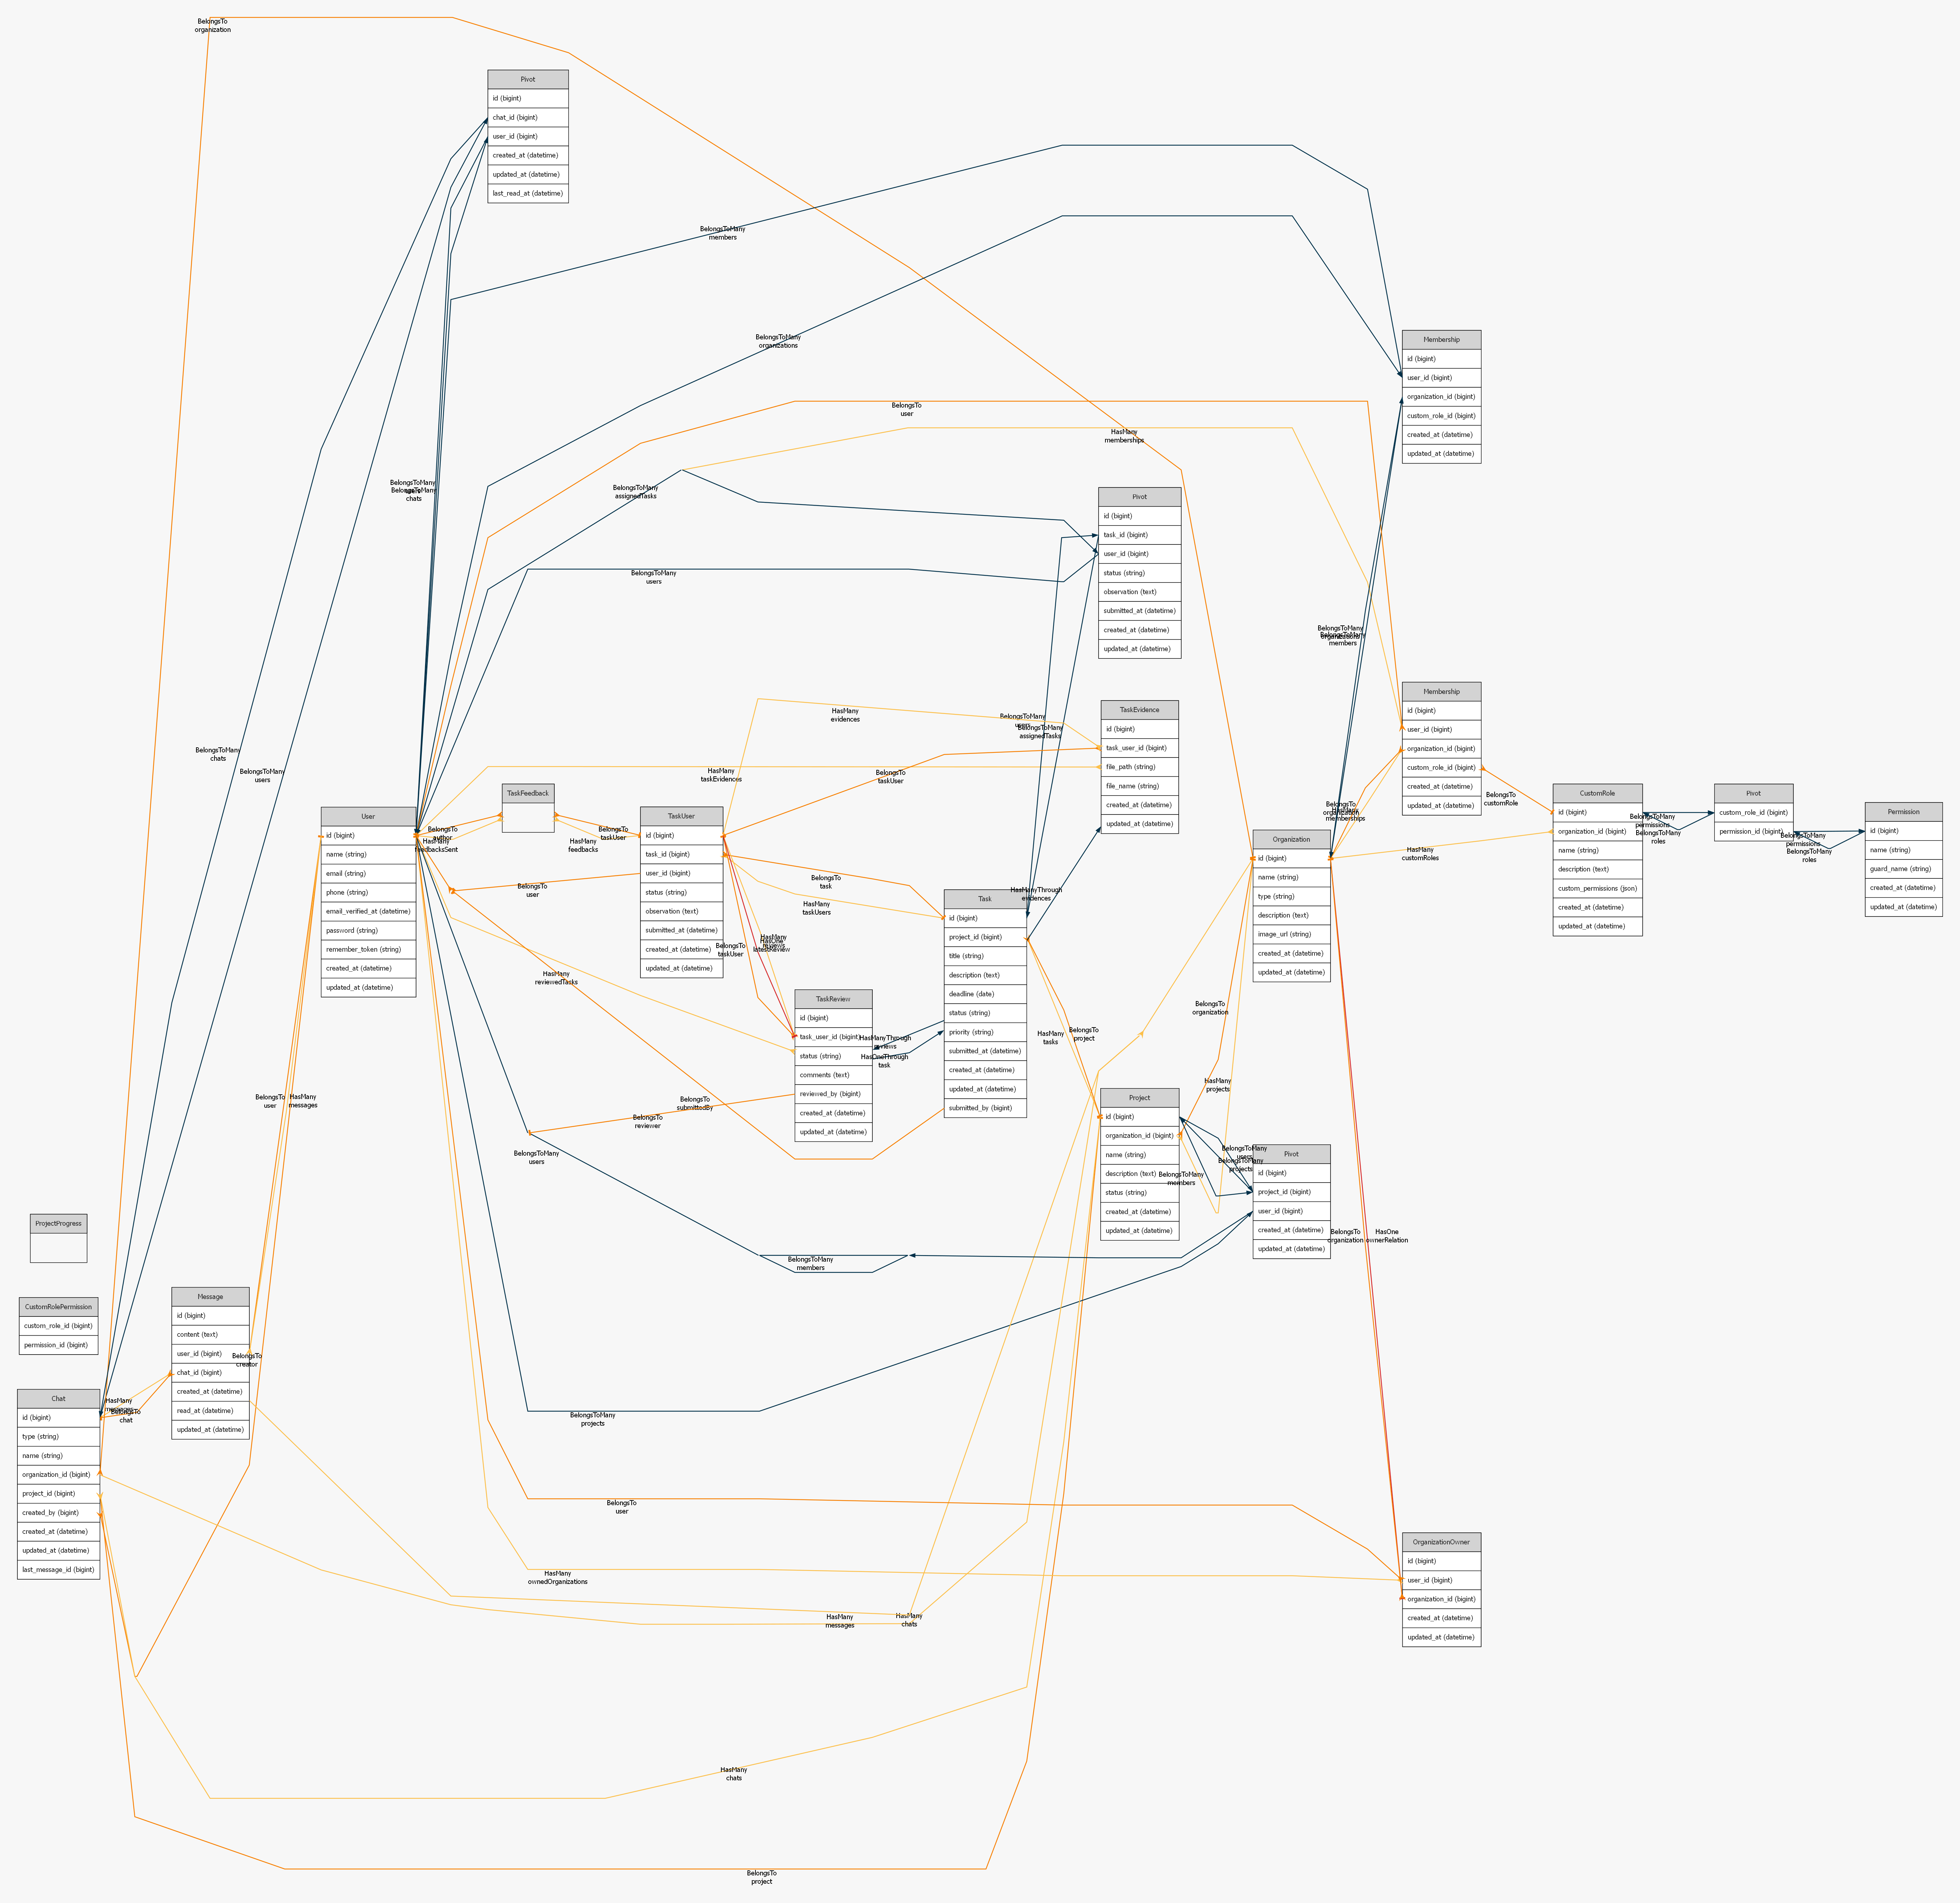 BelongsTo
organization
Pivot
id (bigint)
chat_id (bigint)
user_id (bigint)
created_at (datetime)
updated_at (datetime)
last_read_at (datetime)
BelongsToMany
members
BelongsToMany
organizations
Membership
id (bigint)
user_id (bigint)
organization_id (bigint)
custom_role_id (bigint)
created_at (datetime)
updated_at (datetime)
BelongsTo
user
HasMany
memberships
BelongsToMany
BelongsToMany
chats
BelongsToMany
assignedTasks
Pivot
id (bigint)
task_id (bigint)
user_id (bigint)
status (string)
observation (text)
submitted_at (datetime)
created_at (datetime)
updated_at (datetime)
BelongsToMany
users
BelongsToMany
BelongsToMany
members
Membership
id (bigint)
user_id (bigint)
organization_id (bigint)
custom_role_id (bigint)
created_at (datetime)
updated_at (datetime)
HasMany
evidences
BelongsToMany
users
BelongsToMany
assignedTasks
TaskEvidence
id (bigint)
task_user_id (bigint)
file_path (string)
file_name (string)
created_at (datetime)
updated_at (datetime)
BelongsToMany
chats
BelongsToMany
users
HasMany
taskEvidences
BelongsTo
taskUser
TaskFeedback
User
id (bigint)
name (string)
email (string)
phone (string)
email_verified_at (datetime)
password (string)
remember_token (string)
created_at (datetime)
updated_at (datetime)
BelongsTo
author
HasMany
feedbacksSent
HasMany
feedbacks
BelongsTo
taskUser
TaskUser
id (bigint)
task_id (bigint)
user_id (bigint)
status (string)
observation (text)
submitted_at (datetime)
created_at (datetime)
updated_at (datetime)
BelongsTo
user
BelongsTo
task
HasMany
taskUsers
HasMany
HasOne
latestReview
BelongsTo
taskUser
HasMany
reviewedTasks
Task
id (bigint)
project_id (bigint)
title (string)
description (text)
deadline (date)
status (string)
priority (string)
submitted_at (datetime)
created_at (datetime)
updated_at (datetime)
submitted_by (bigint)
HasManyThrough
evidences
TaskReview
id (bigint)
task_user_id (bigint)
status (string)
comments (text)
reviewed_by (bigint)
created_at (datetime)
updated_at (datetime)
HasManyThrough
reviews
HasOneThrough
task
BelongsTo
submittedBy
BelongsTo
reviewer
BelongsTo
HasMany
memberships
Organization
id (bigint)
name (string)
type (string)
description (text)
image_url (string)
created_at (datetime)
updated_at (datetime)
HasMany
customRoles
BelongsTo
customRole
CustomRole
id (bigint)
organization_id (bigint)
name (string)
description (text)
custom_permissions (json)
created_at (datetime)
updated_at (datetime)
BelongsToMany
permissions
BelongsToMany
roles
Pivot
custom_role_id (bigint)
permission_id (bigint)
BelongsToMany
permissions
BelongsToMany
roles
Permission
id (bigint)
name (string)
guard_name (string)
created_at (datetime)
updated_at (datetime)
BelongsTo
organization
HasMany
tasks
BelongsTo
project
HasMany
projects
Project
id (bigint)
organization_id (bigint)
name (string)
description (text)
status (string)
created_at (datetime)
updated_at (datetime)
BelongsToMany
users
BelongsToMany
projects
BelongsToMany
members
Pivot
id (bigint)
project_id (bigint)
user_id (bigint)
created_at (datetime)
updated_at (datetime)
BelongsTo
user
HasMany
messages
BelongsToMany
users
BelongsToMany
members
BelongsTo
organization
HasOne
ownerRelation
ProjectProgress
CustomRolePermission
custom_role_id (bigint)
permission_id (bigint)
Message
id (bigint)
content (text)
user_id (bigint)
chat_id (bigint)
created_at (datetime)
read_at (datetime)
updated_at (datetime)
BelongsTo
creator
HasMany
messages
BelongsTo
chat
Chat
id (bigint)
type (string)
name (string)
organization_id (bigint)
project_id (bigint)
created_by (bigint)
created_at (datetime)
updated_at (datetime)
last_message_id (bigint)
BelongsToMany
projects
BelongsTo
user
HasMany
ownedOrganizations
HasMany
messages
HasMany
chats
OrganizationOwner
id (bigint)
user_id (bigint)
organization_id (bigint)
created_at (datetime)
updated_at (datetime)
HasMany
chats
BelongsTo
project